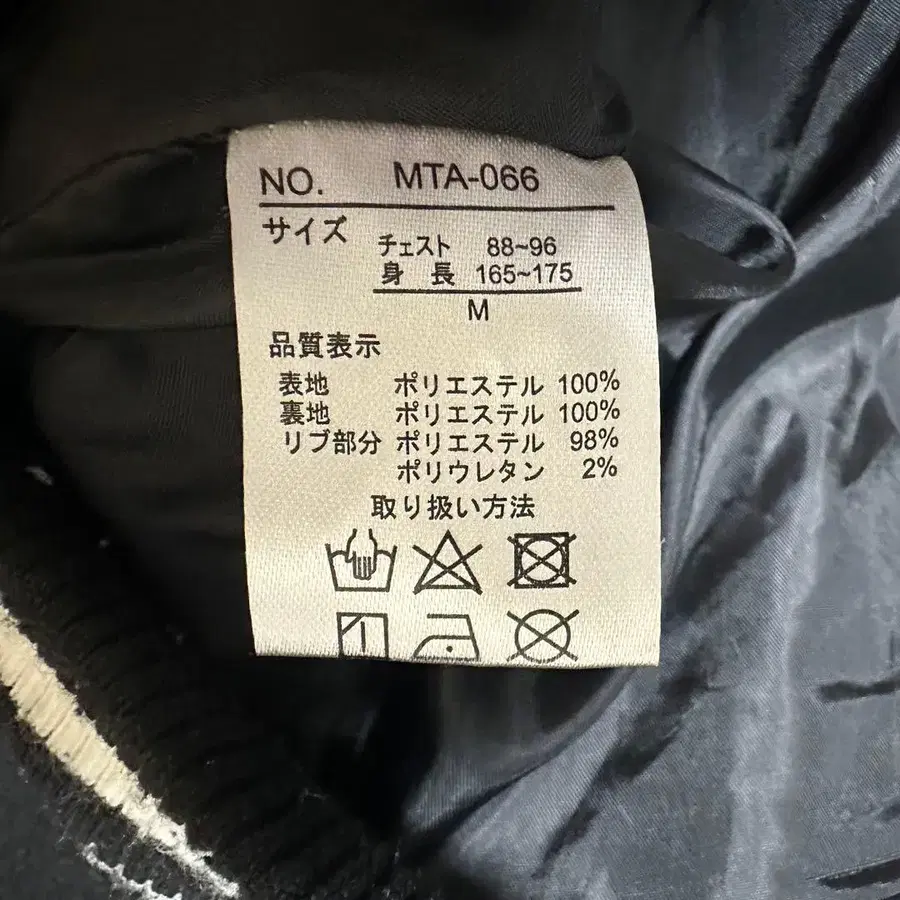 NO. MTA-066
サイズ
チェスト 88~96
身 長 165~175
M
品質表示
表地 ポリエステル 100%
裏地 ポリエステル 100%
リブ部分 ポリエステル 98%
ポリウレタン 2%
取り扱い方法